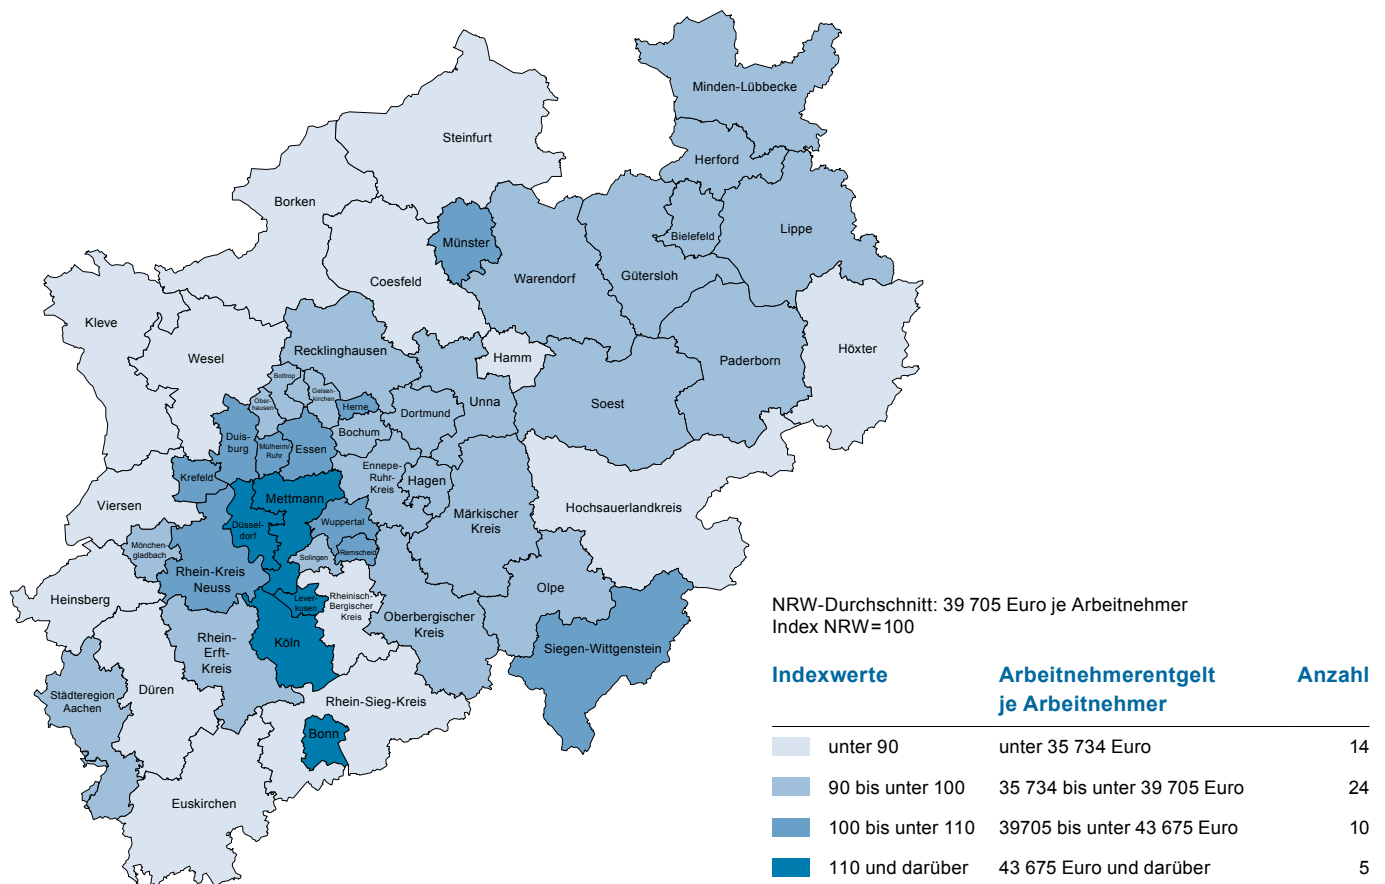 Minden-Lübbecke
Steinfurt
Herford
Borken
Lippe
Bielefeld
Münster
Gütersloh
Warendorf
Coesfeld
Kleve
Höxter
Recklinghausen
Wesel
Hamm
Paderborn
Bottrop
Gelsen-
kirchen
Ober-
hausen
Herne
Unna
Soest
Dortmund
Bochum
Duis-
burg
Mülheim/
Ruhr
Essen
Ennepe-
Ruhr-
Kreis
Krefeld
Hagen
Mettmann
Viersen
Hochsauerlandkreis
Märkischer
Kreis
Wuppertal
Düssel-
dorf
Mönchen-
gladbach
Solingen
Remscheid
Rhein-Kreis
Neuss
Olpe
Heinsberg
Lever-
kusen
Rheinisch-
Bergischer
Kreis
Oberbergischer
Kreis
Rhein-
Erft-
Kreis
Köln
Siegen-Wittgenstein
Städteregion
Aachen
Düren
Rhein-Sieg-Kreis
Bonn
Euskirchen
NRW-Durchschnitt: 39 705 Euro je Arbeitnehmer
Index NRW=100
Indexwerte Arbeitnehmerentgelt je Arbeitnehmer Anzahl
unter 90 unter 35 734 Euro 14
90 bis unter 100 35 734 bis unter 39 705 Euro 24
100 bis unter 110 39705 bis unter 43 675 Euro 10
110 und darüber 43 675 Euro und darüber 5